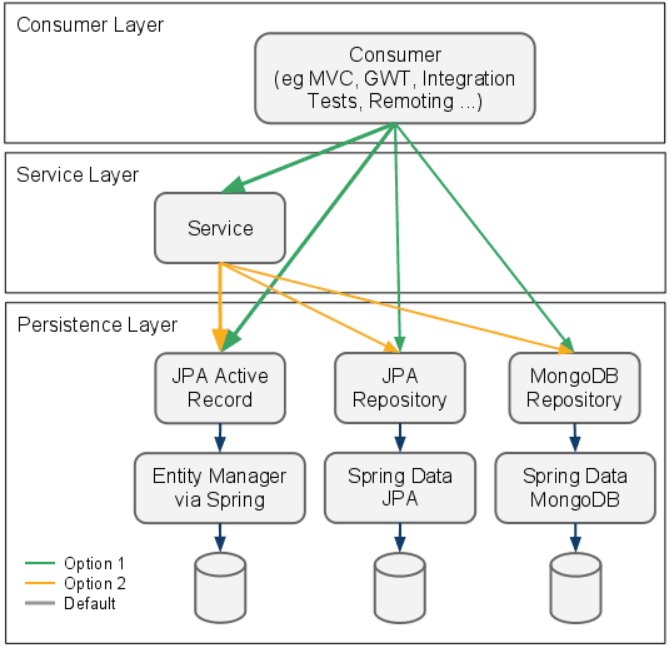 Consumer Layer
Consumer
(eg MVC, GWT, Integration
Tests, Remoting ...)
Service Layer
Service
Persistence Layer
JPA Active
Record
JPA
Repository
MongoDB
Repository
Entity Manager
via Spring
Spring Data
JPA
Spring Data
MongoDB
Option 1
Option 2
Default